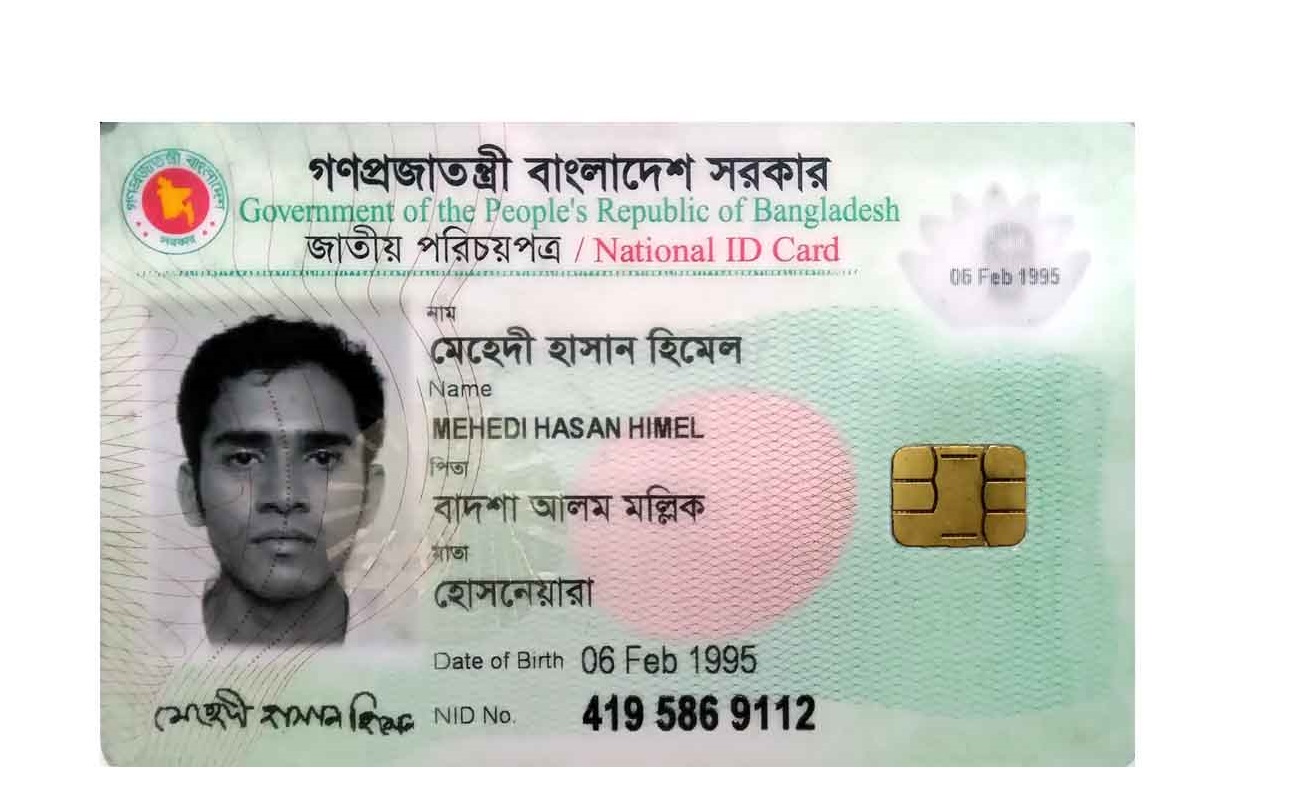 গণপ্রজাতন্ত্রী বাংলাদেশ সরকার
Government of the People's Republic of Bangladesh
জাতীয় পরিচয়পত্র / National ID Card
গণপ্রজাতন্ত্রী বাংলাদেশ
সরকার
06 Feb 1995
নাম
মেহেদী হাসান হিমেল
Name
MEHEDI HASAN HIMEL
পিতা
বাদশা আলম মল্লিক
মাতা
হোসনেয়ারা
Date of Birth 06 Feb 1995
মেহেদী হাসান হিমেল
NID No. 419 586 9112